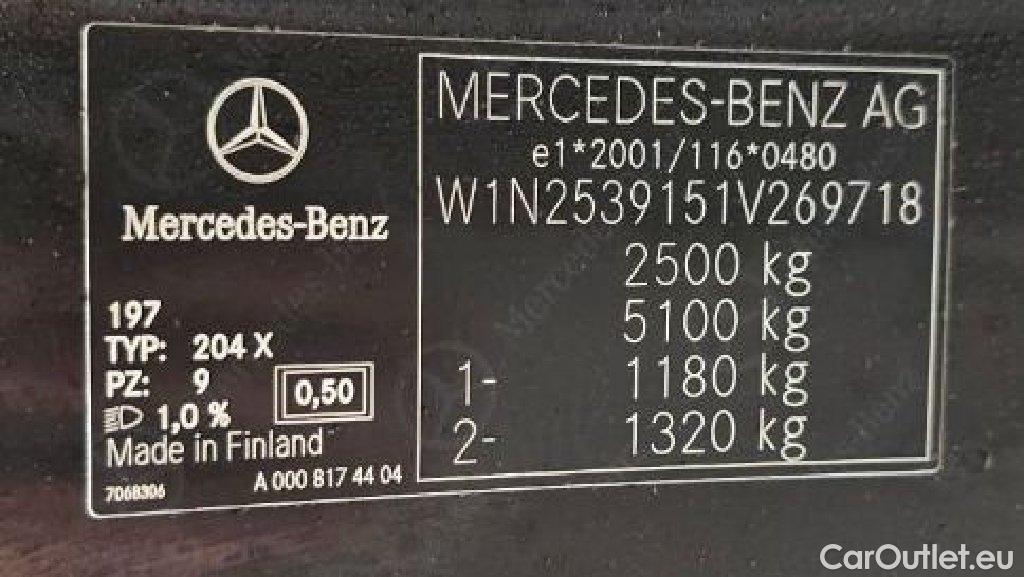 Mercedes-Benz
197
TYP: 204 X
PZ: 9
1,0 %
0,50
Made in Finland
7068306
A 000 817 44 04
MERCEDES-BENZ AG
e1*2001/116*0480
W1N2539151V269718
2500 kg
5100 kg
1- 1180 kg
2- 1320 kg
CarOutlet.eu